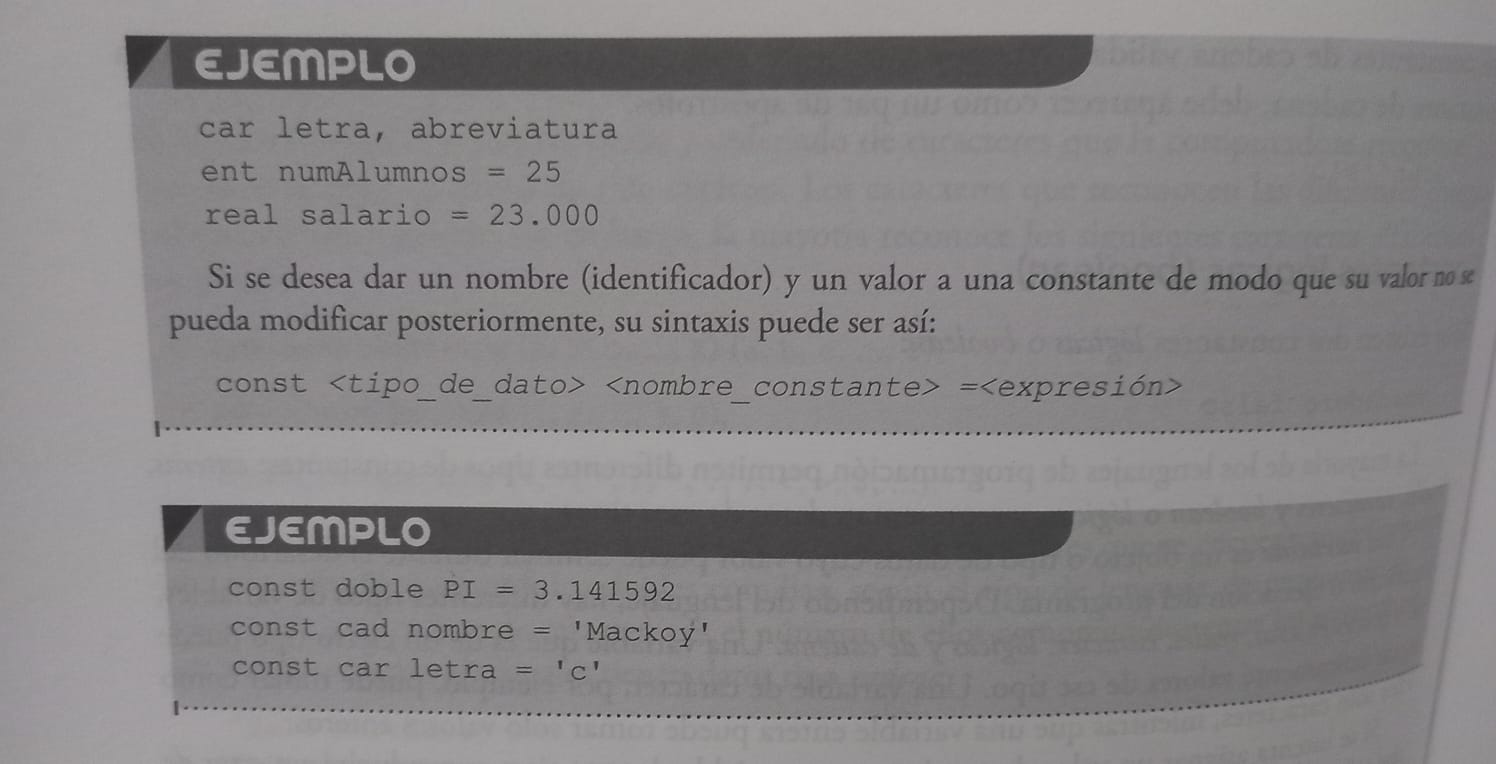 EJEMPLO
car letra, abreviatura
ent numAlumnos = 25
real salario = 23.000
Si se desea dar un nombre (identificador) y un valor a una constante de modo que su valor no se
pueda modificar posteriormente, su sintaxis puede ser así:
const <tipo_de_dato> <nombre_constante> =<expresión>
EJEMPLO
const doble PI = 3.141592
const cad nombre = 'Mackoy'
const car letra = 'c'